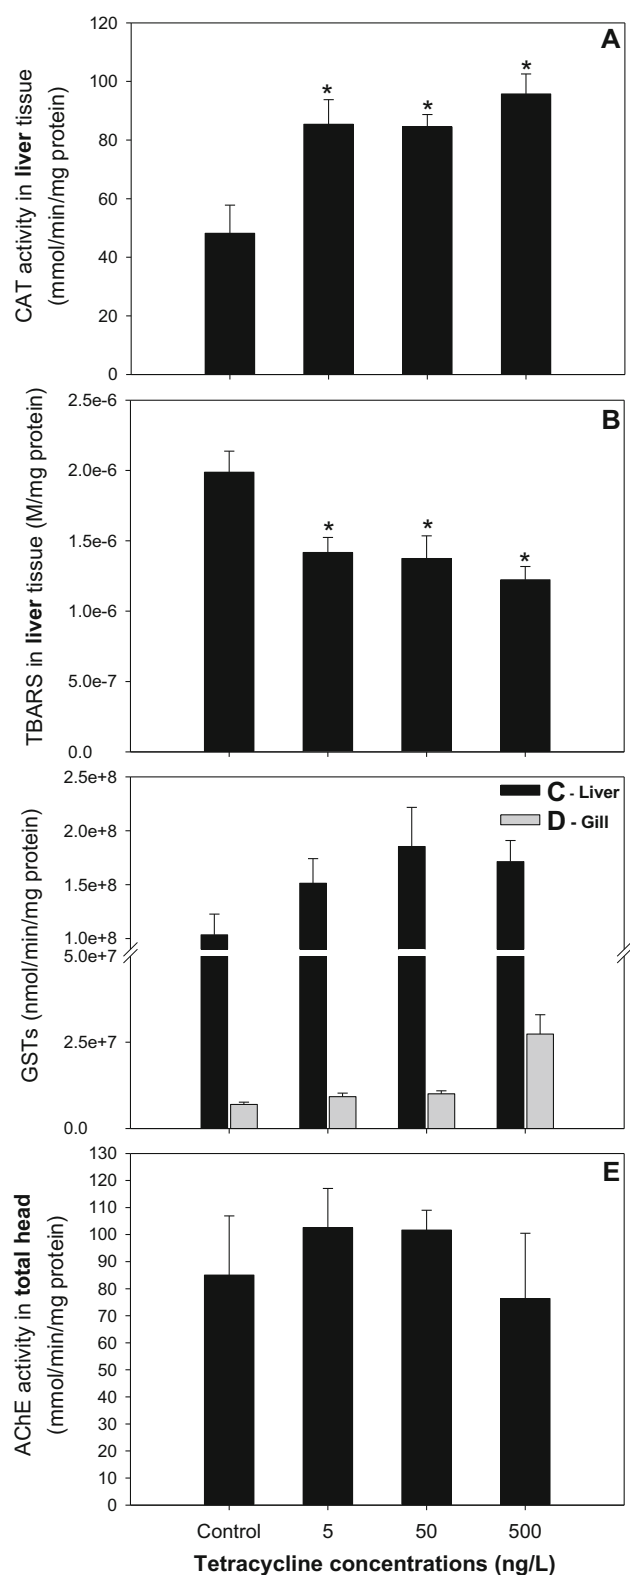 A
CAT activity in liver tissue
(mmol/min/mg protein)
120
100
80
60
40
20
0
*
*
*
B
TBARS in liver tissue (M/mg protein)
2.5e-6
2.0e-6
1.5e-6
1.0e-6
5.0e-7
0.0
*
*
*
GSTs (nmol/min/mg protein)
2.5e+8
2.0e+8
1.5e+8
1.0e+8
5.0e+7
2.5e+7
0.0
C - Liver
D - Gill
E
AChE activity in total head
(mmol/min/mg protein)
130
120
110
100
90
80
70
60
50
40
30
20
10
0
Control 5 50 500
Tetracycline concentrations (ng/L)